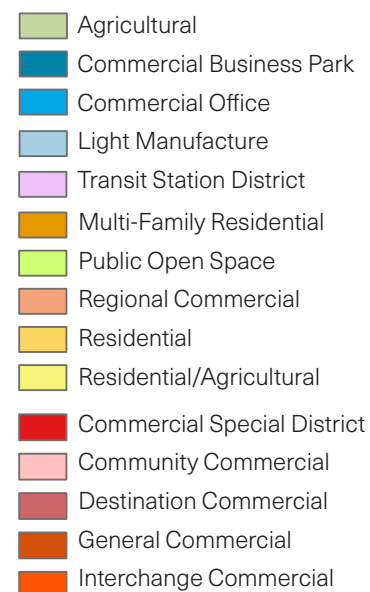 Agricultural
Commercial Business Park
Commercial Office
Light Manufacture
Transit Station District
Multi-Family Residential
Public Open Space
Regional Commercial
Residential
Residential/Agricultural
Commercial Special District
Community Commercial
Destination Commercial
General Commercial
Interchange Commercial